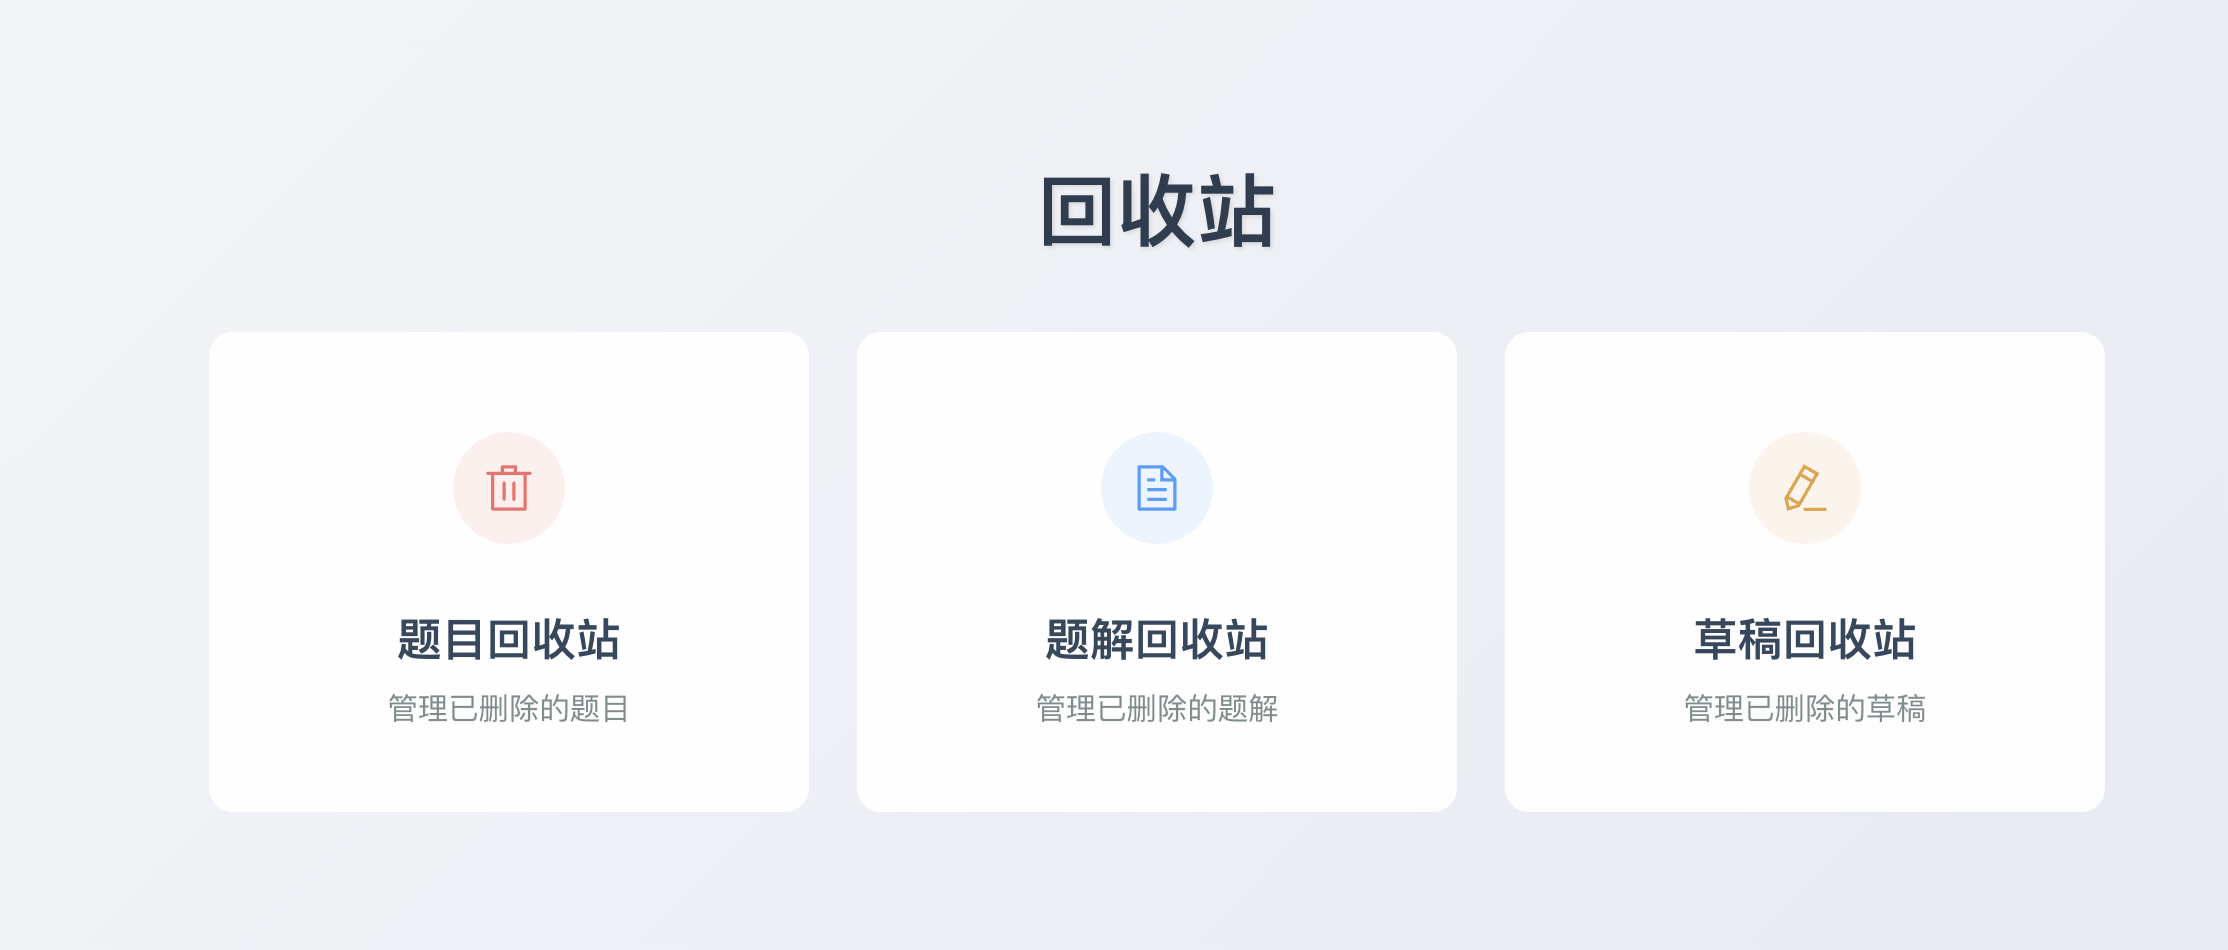 回收站
题目回收站
管理已删除的题目
题解回收站
管理已删除的题解
草稿回收站
管理已删除的草稿